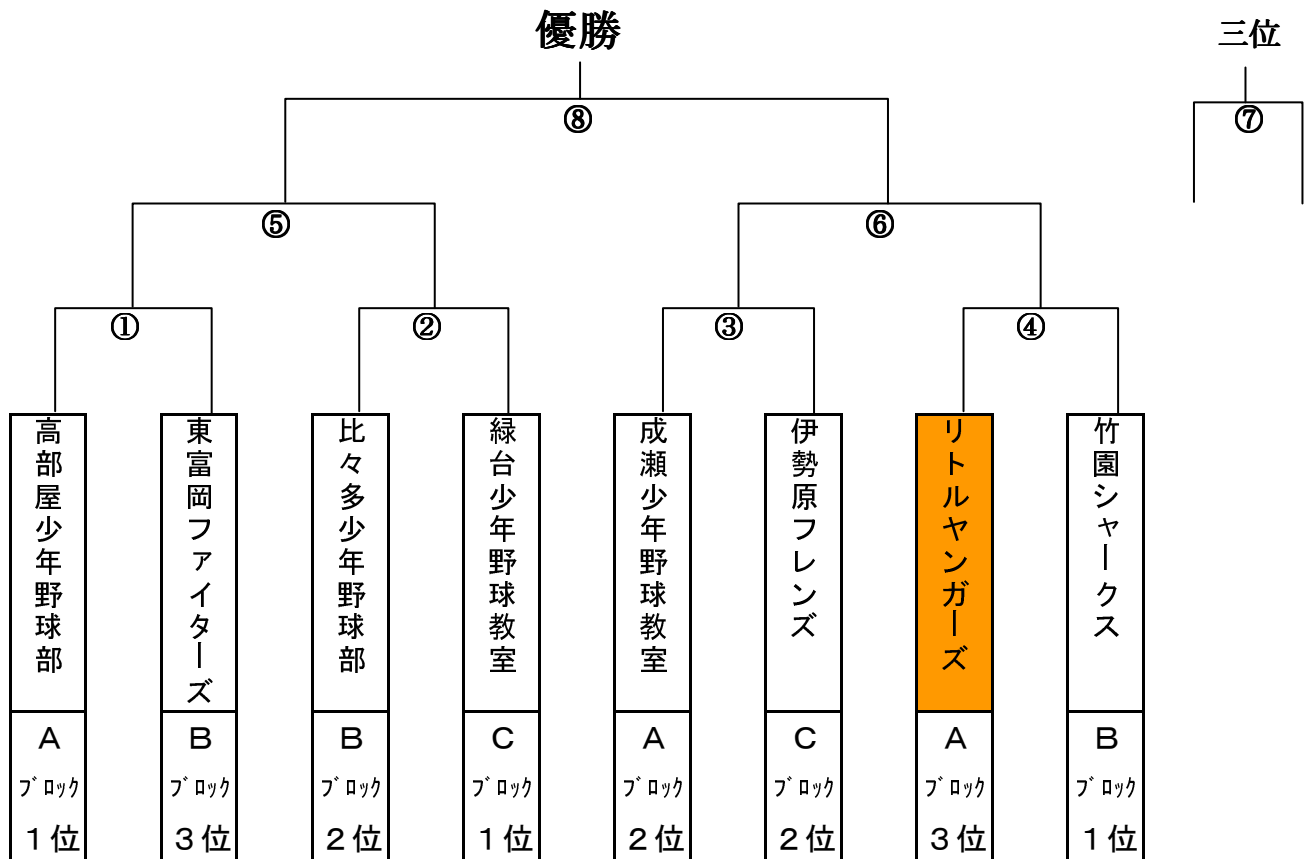 優勝
三位
⑧
⑦
⑤
⑥
①
②
③
④
高部屋少年野球部
東富岡ファイターズ
比々多少年野球部
緑台少年野球教室
成瀬少年野球教室
伊勢原フレンズ
リトルヤンガーズ
竹園シャークス
A
ブロック
1位
B
ブロック
3位
B
ブロック
2位
C
ブロック
1位
A
ブロック
2位
C
ブロック
2位
A
ブロック
3位
B
ブロック
1位